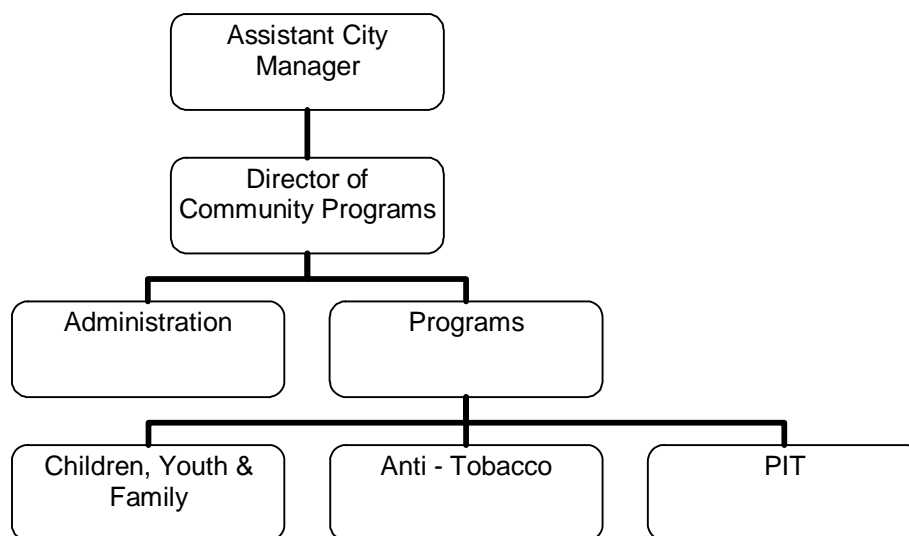 Assistant City
Manager
Director of
Community Programs
Administration
Programs
Children, Youth &
Family
Anti - Tobacco
PIT